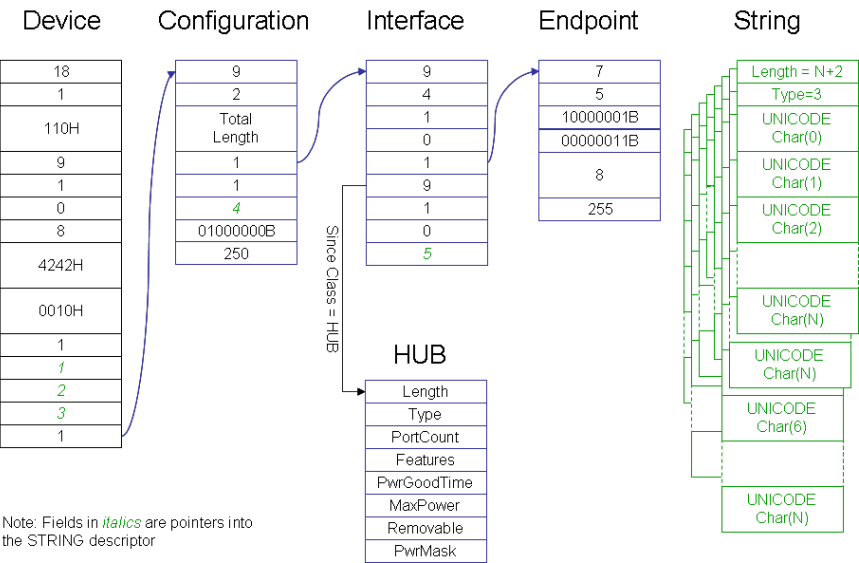 Device
18
1
110H
9
1
0
8
4242H
0010H
1
1
2
3
1
Note: Fields in italics are pointers into
the STRING descriptor
Configuration
9
2
Total
Length
1
1
4
01000000B
250
Interface
9
4
1
0
1
9
1
0
5
Since Class = HUB
HUB
Length
Type
PortCount
Features
PwrGoodTime
MaxPower
Removable
PwrMask
Endpoint
7
5
10000001B
00000011B
8
255
String
Length = N+2
Type=3
UNICODE
Char(0)
UNICODE
Char(1)
UNICODE
Char(2)
UNICODE
Char(N)
UNICODE
Char(N)
UNICODE
Char(6)
UNICODE
Char(N)